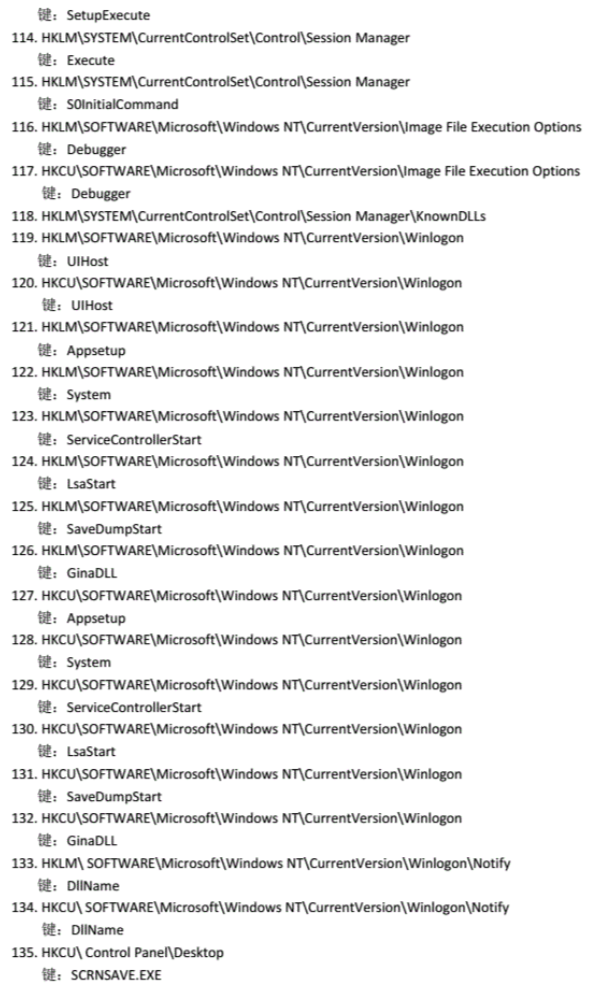 键：SetupExecute
114. HKLM\SYSTEM\CurrentControlSet\Control\Session Manager
键：Execute
115. HKLM\SYSTEM\CurrentControlSet\Control\Session Manager
键：S0InitialCommand
116. HKLM\SOFTWARE\Microsoft\Windows NT\CurrentVersion\Image File Execution Options
键：Debugger
117. HKCU\SOFTWARE\Microsoft\Windows NT\CurrentVersion\Image File Execution Options
键：Debugger
118. HKLM\SYSTEM\CurrentControlSet\Control\Session Manager\KnownDLLs
119. HKLM\SOFTWARE\Microsoft\Windows NT\CurrentVersion\Winlogon
键：UIHost
120. HKCU\SOFTWARE\Microsoft\Windows NT\CurrentVersion\Winlogon
键：UIHost
121. HKLM\SOFTWARE\Microsoft\Windows NT\CurrentVersion\Winlogon
键：Appsetup
122. HKLM\SOFTWARE\Microsoft\Windows NT\CurrentVersion\Winlogon
键：System
123. HKLM\SOFTWARE\Microsoft\Windows NT\CurrentVersion\Winlogon
键：ServiceControllerStart
124. HKLM\SOFTWARE\Microsoft\Windows NT\CurrentVersion\Winlogon
键：LsaStart
125. HKLM\SOFTWARE\Microsoft\Windows NT\CurrentVersion\Winlogon
键：SaveDumpStart
126. HKLM\SOFTWARE\Microsoft\Windows NT\CurrentVersion\Winlogon
键：GinaDLL
127. HKCU\SOFTWARE\Microsoft\Windows NT\CurrentVersion\Winlogon
键：Appsetup
128. HKCU\SOFTWARE\Microsoft\Windows NT\CurrentVersion\Winlogon
键：System
129. HKCU\SOFTWARE\Microsoft\Windows NT\CurrentVersion\Winlogon
键：ServiceControllerStart
130. HKCU\SOFTWARE\Microsoft\Windows NT\CurrentVersion\Winlogon
键：LsaStart
131. HKCU\SOFTWARE\Microsoft\Windows NT\CurrentVersion\Winlogon
键：SaveDumpStart
132. HKCU\SOFTWARE\Microsoft\Windows NT\CurrentVersion\Winlogon
键：GinaDLL
133. HKLM\ SOFTWARE\Microsoft\Windows NT\CurrentVersion\Winlogon\Notify
键：DllName
134. HKCU\ SOFTWARE\Microsoft\Windows NT\CurrentVersion\Winlogon\Notify
键：DllName
135. HKCU\ Control Panel\Desktop
键：SCRNSAVE.EXE